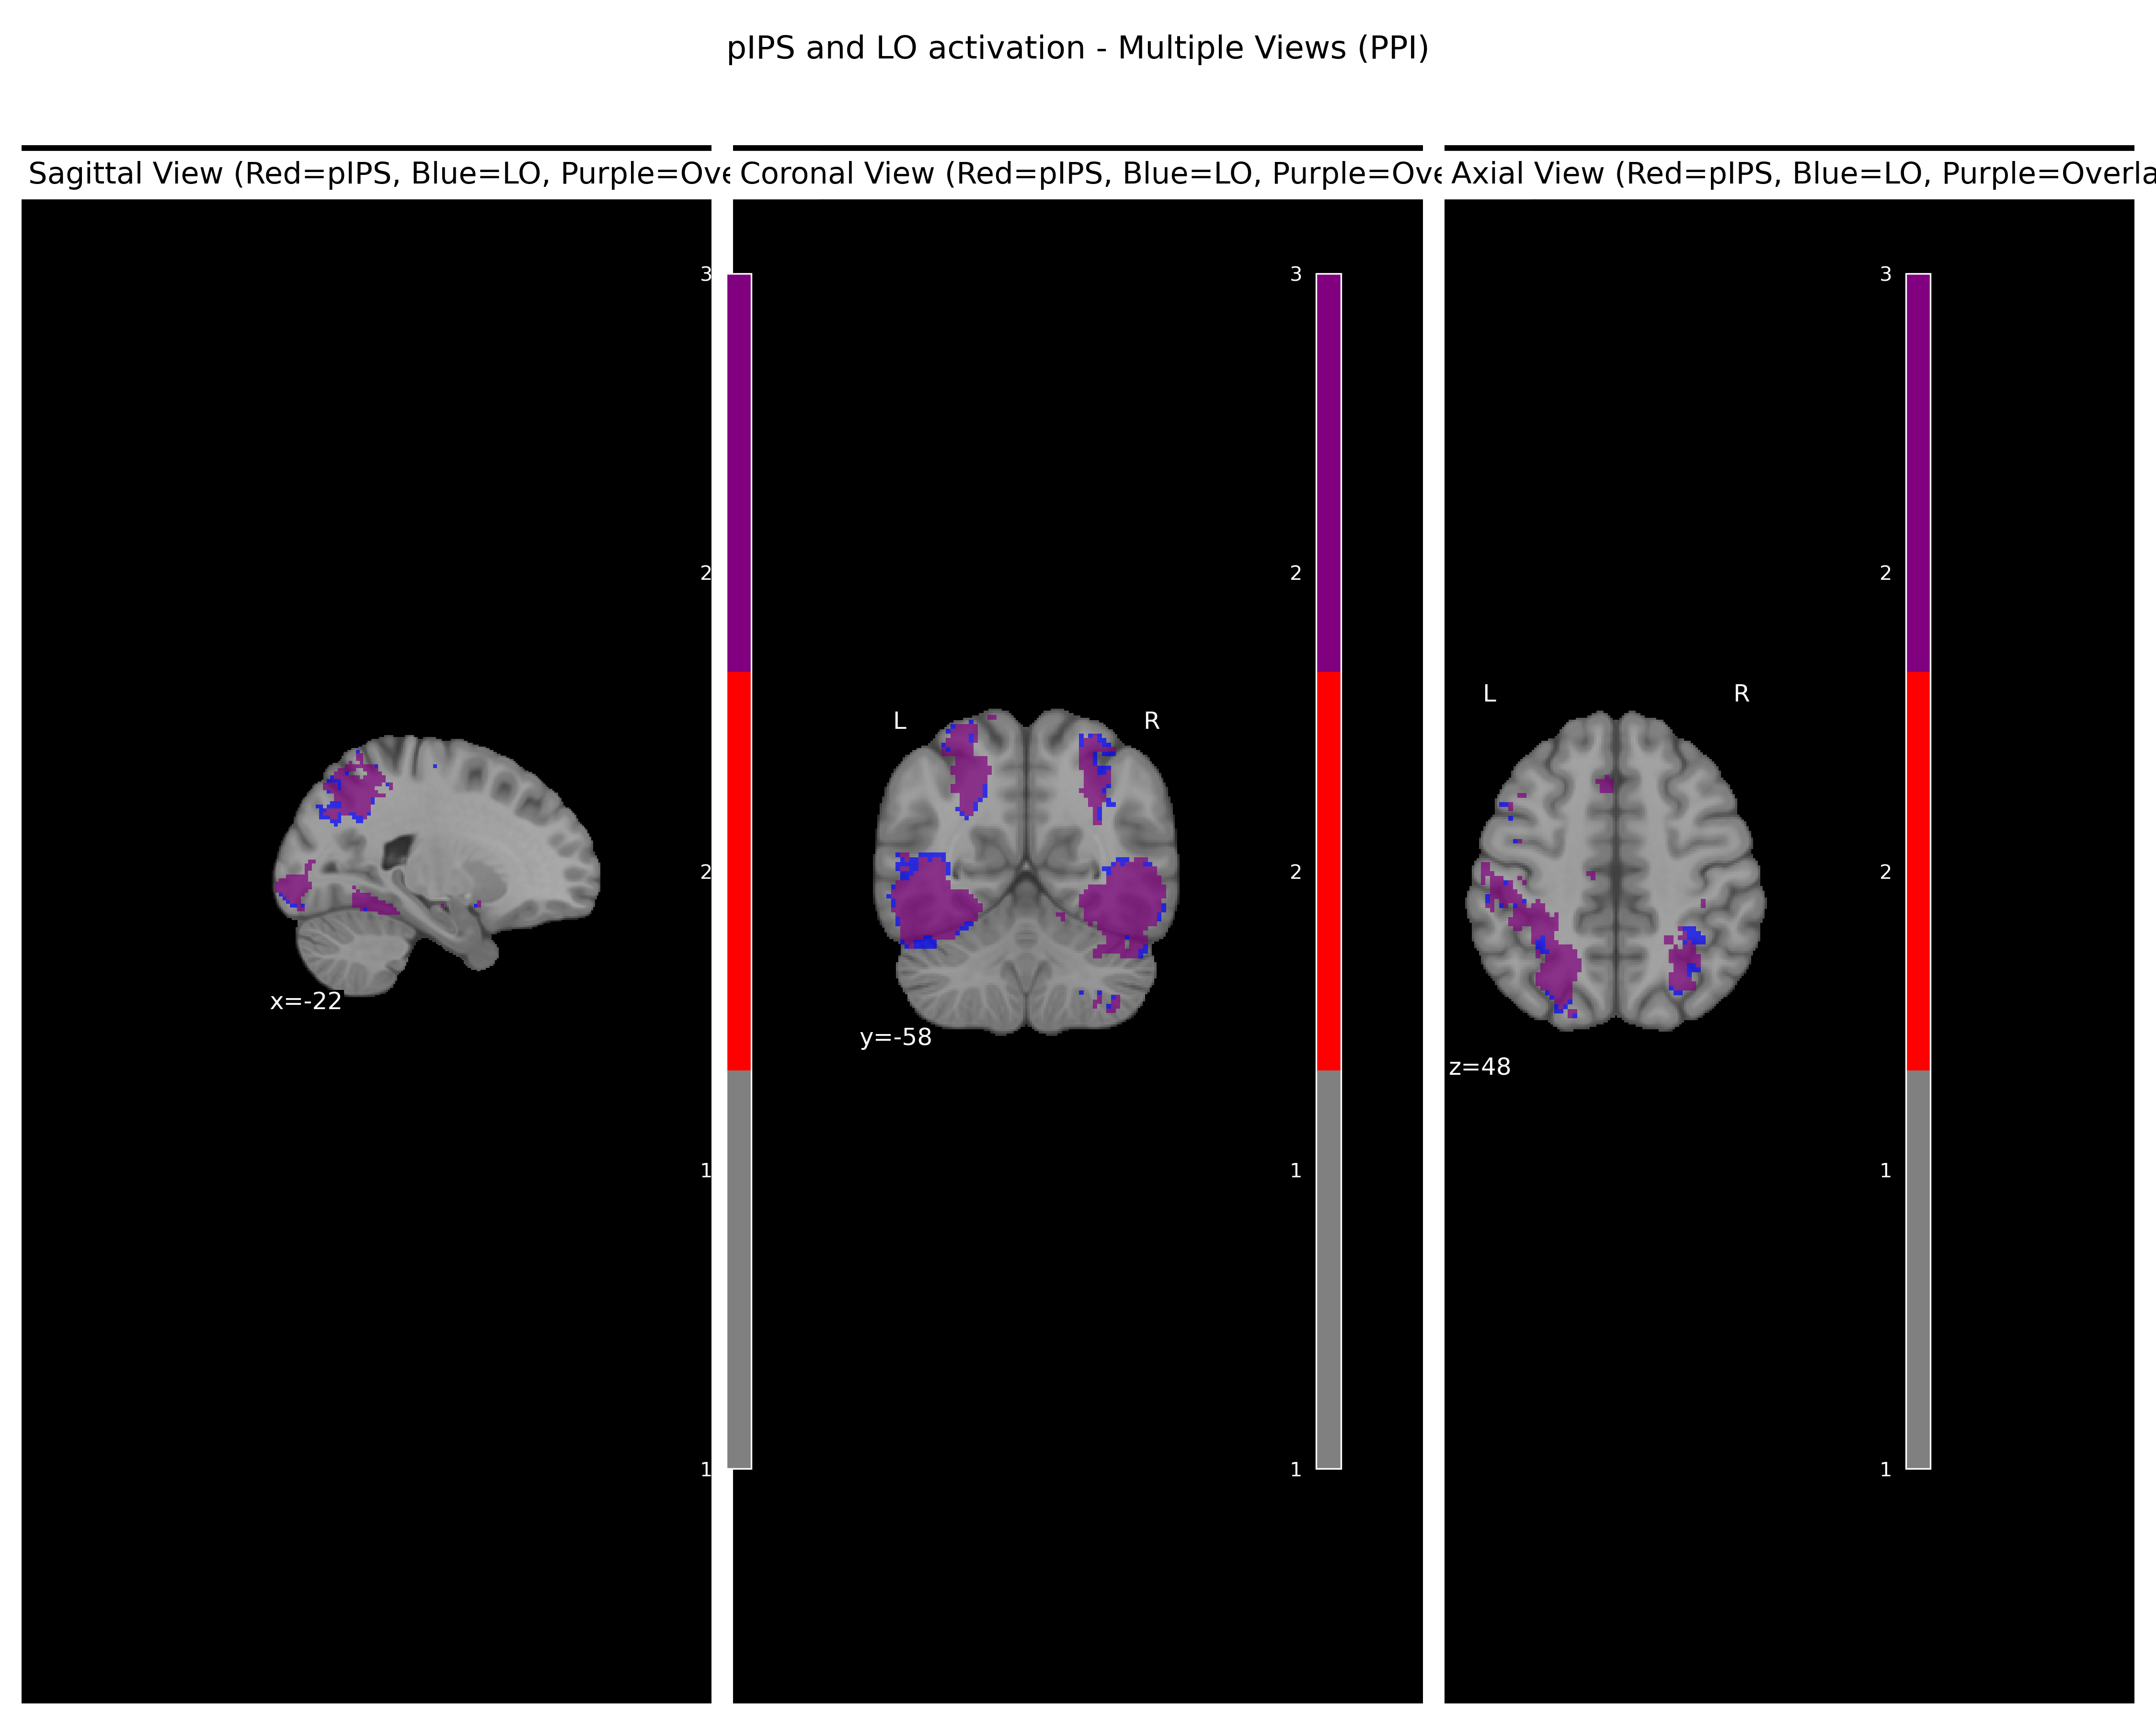 pIPS and LO activation - Multiple Views (PPI)
Sagittal View (Red=pIPS, Blue=LO, Purple=Ove
Coronal View (Red=pIPS, Blue=LO, Purple=Ove
Axial View (Red=pIPS, Blue=LO, Purple=Overla
3
2
2
1
1
x=-22
3
2
2
1
1
L
R
y=-58
3
2
2
1
1
L
R
z=48